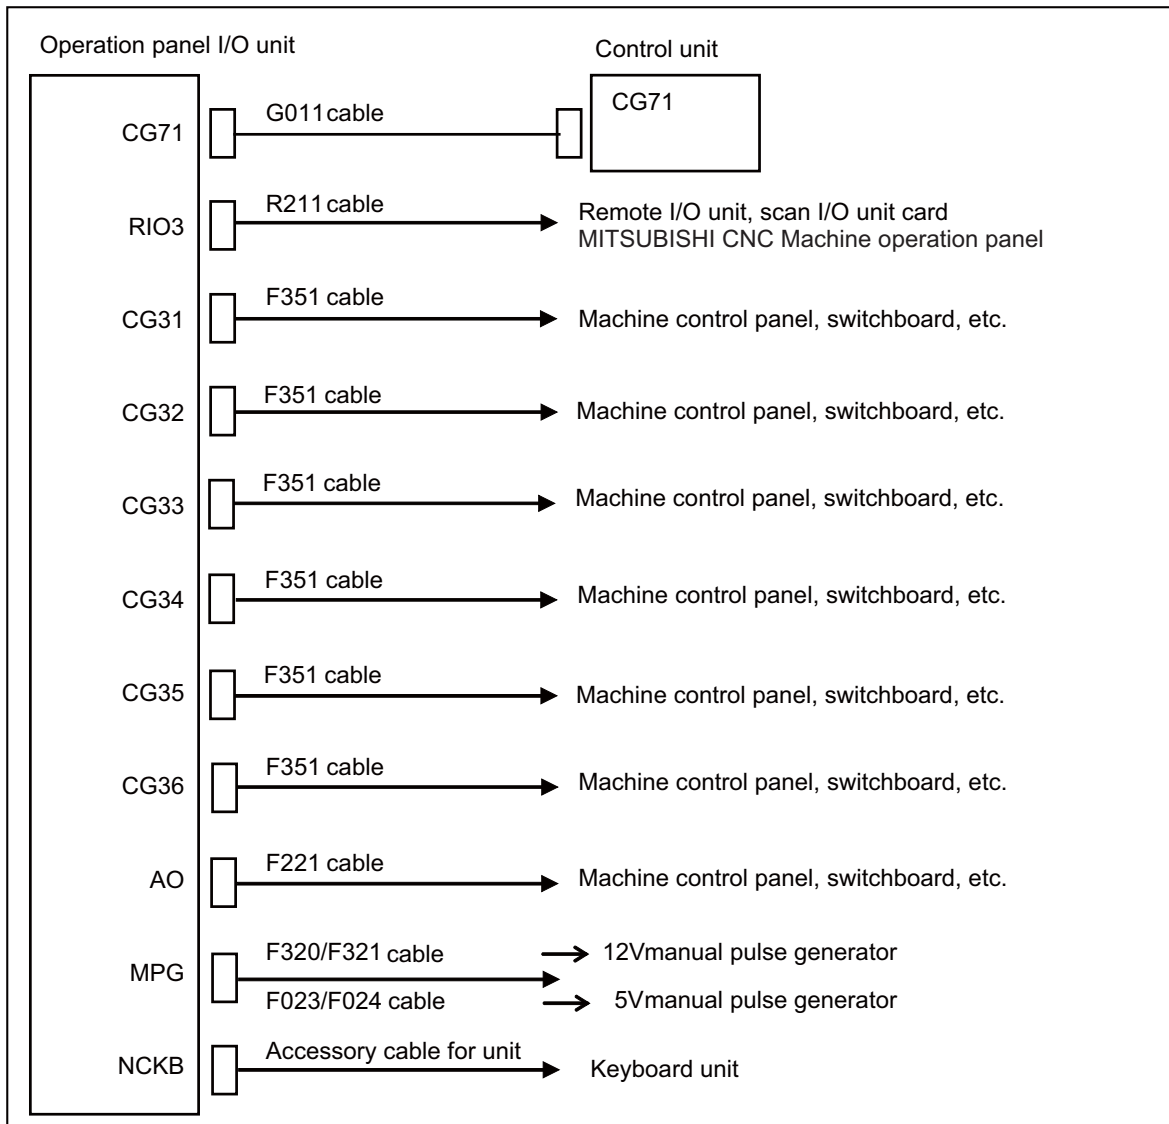 Operation panel I/O unit
Control unit
CG71
G011 cable
CG71
RIO3
R211 cable
Remote I/O unit, scan I/O unit card
MITSUBISHI CNC Machine operation panel
CG31
F351 cable
Machine control panel, switchboard, etc.
CG32
F351 cable
Machine control panel, switchboard, etc.
CG33
F351 cable
Machine control panel, switchboard, etc.
CG34
F351 cable
Machine control panel, switchboard, etc.
CG35
F351 cable
Machine control panel, switchboard, etc.
CG36
F351 cable
Machine control panel, switchboard, etc.
AO
F221 cable
Machine control panel, switchboard, etc.
MPG
F320/F321 cable
12Vmanual pulse generator
F023/F024 cable
5Vmanual pulse generator
NCKB
Accessory cable for unit
Keyboard unit